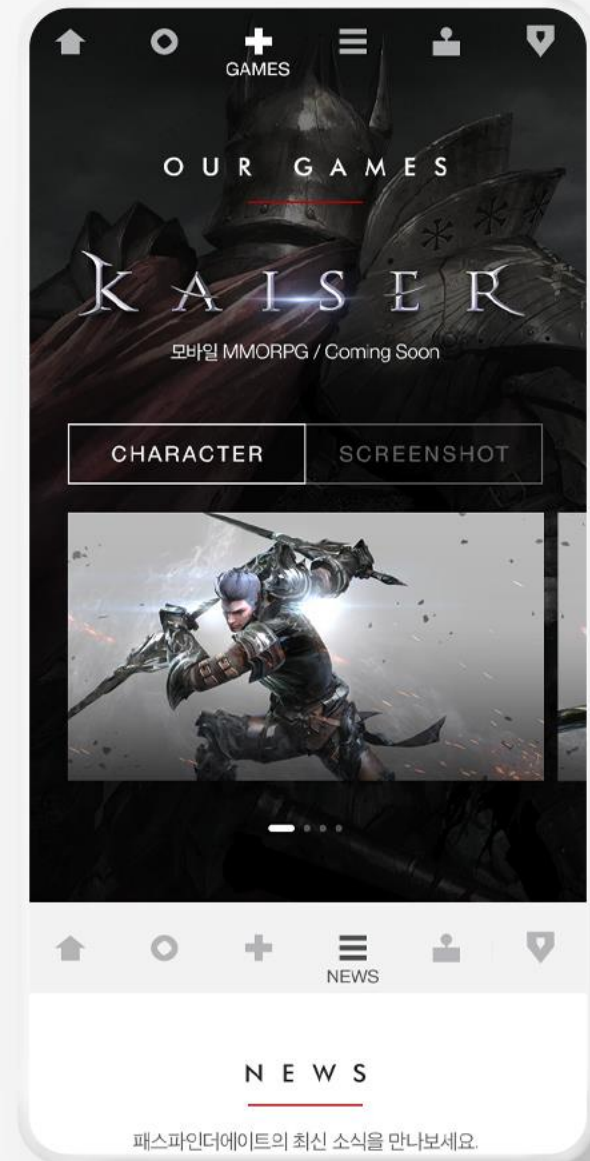 GAMES
OUR GAMES
KAISER
모바일 MMORPG / Coming Soon
CHARACTER
SCREENSHOT
NEWS
NEWS
패스파인더에이트의 최신 소식을 만나보세요.